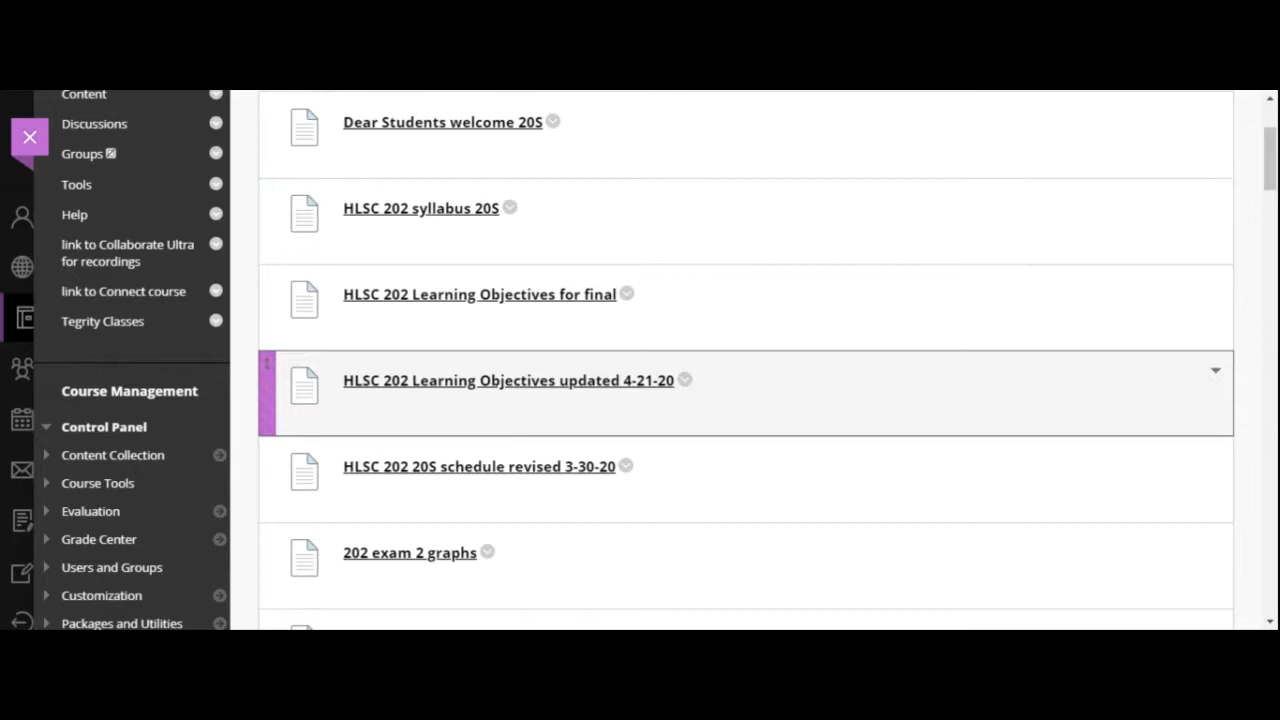 Content
Discussions
Groups
Tools
Help
link to Collaborate Ultra
for recordings
link to Connect course
Tegrity Classes
Course Management
Control Panel
Content Collection
Course Tools
Evaluation
Grade Center
Users and Groups
Customization
Packages and Utilities
Dear Students welcome 20S
HLSC 202 syllabus 20S
HLSC 202 Learning Objectives for final
HLSC 202 Learning Objectives updated 4-21-20
HLSC 202 20S schedule revised 3-30-20
202 exam 2 graphs